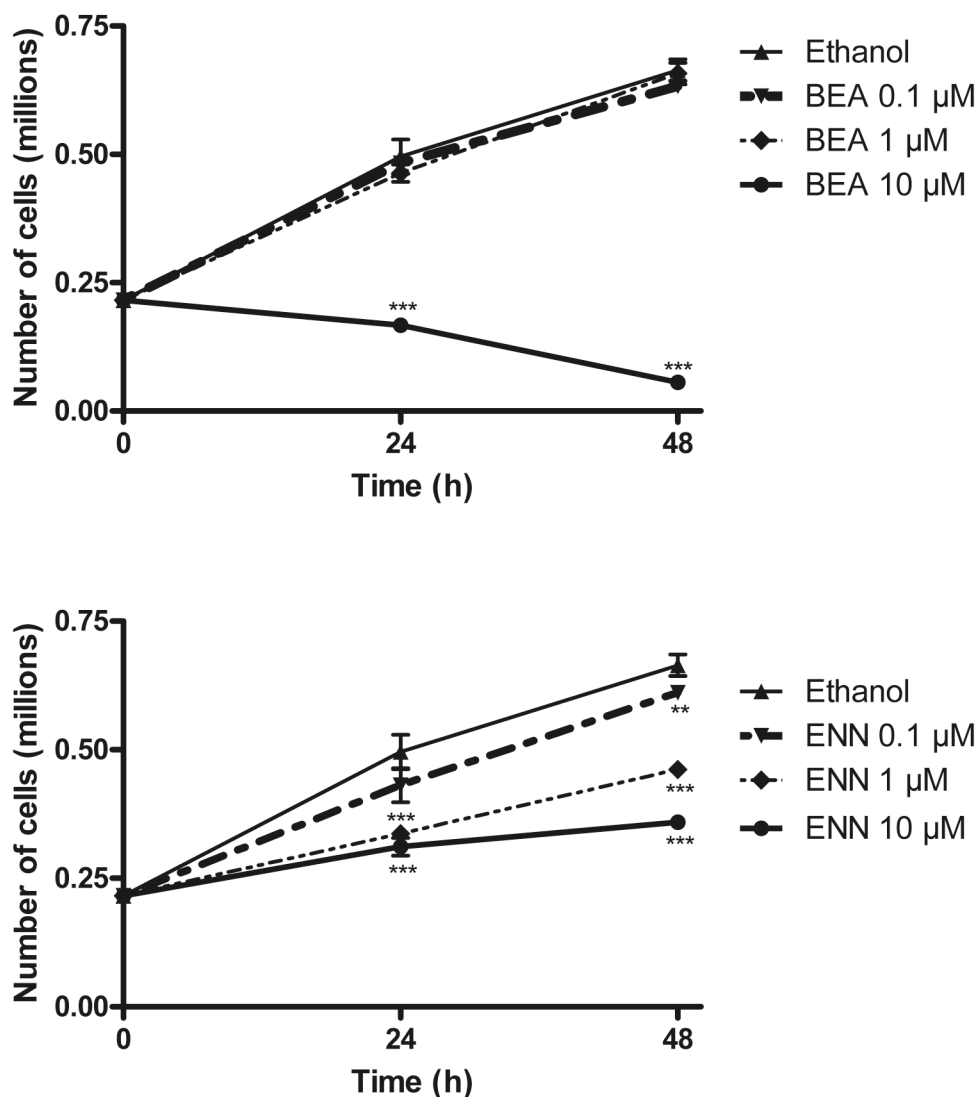 Number of cells (millions)
0.75
0.50
0.25
0.00
0
24
48
Time (h)
***
***
Ethanol
BEA 0.1 µM
BEA 1 µM
BEA 10 µM
Number of cells (millions)
0.75
0.50
0.25
0.00
0
24
48
Time (h)
***
***
**
***
***
Ethanol
ENN 0.1 µM
ENN 1 µM
ENN 10 µM